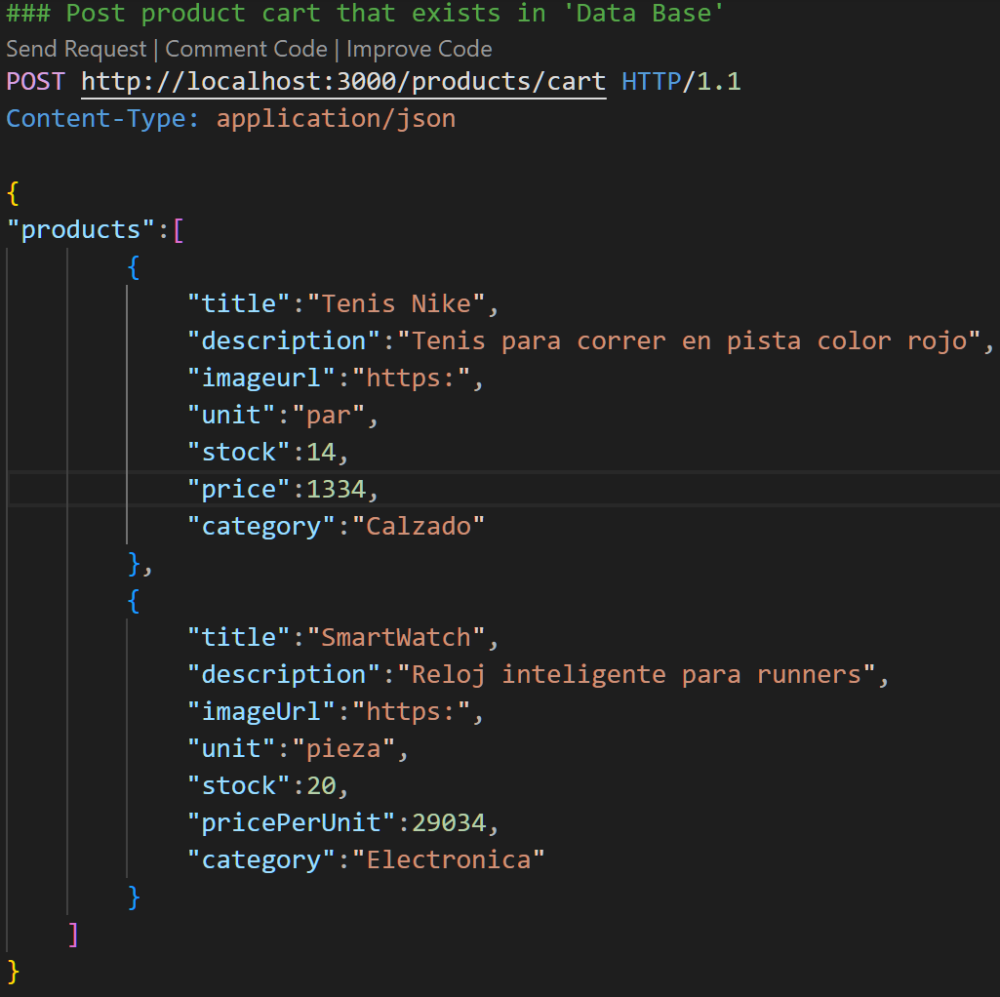 ### Post product cart that exists in 'Data Base'
Send Request | Comment Code | Improve Code
POST http://localhost:3000/products/cart HTTP/1.1
Content-Type: application/json
{
"products":[
{
"title":"Tenis Nike",
"description":"Tenis para correr en pista color rojo",
"imageurl":"https:",
"unit":"par",
"stock":14,
"price":1334,
"category":"Calzado"
},
{
"title":"SmartWatch",
"description":"Reloj inteligente para runners",
"imageUrl":"https:",
"unit":"pieza",
"stock":20,
"pricePerUnit":29034,
"category":"Electronica"
}
]
}